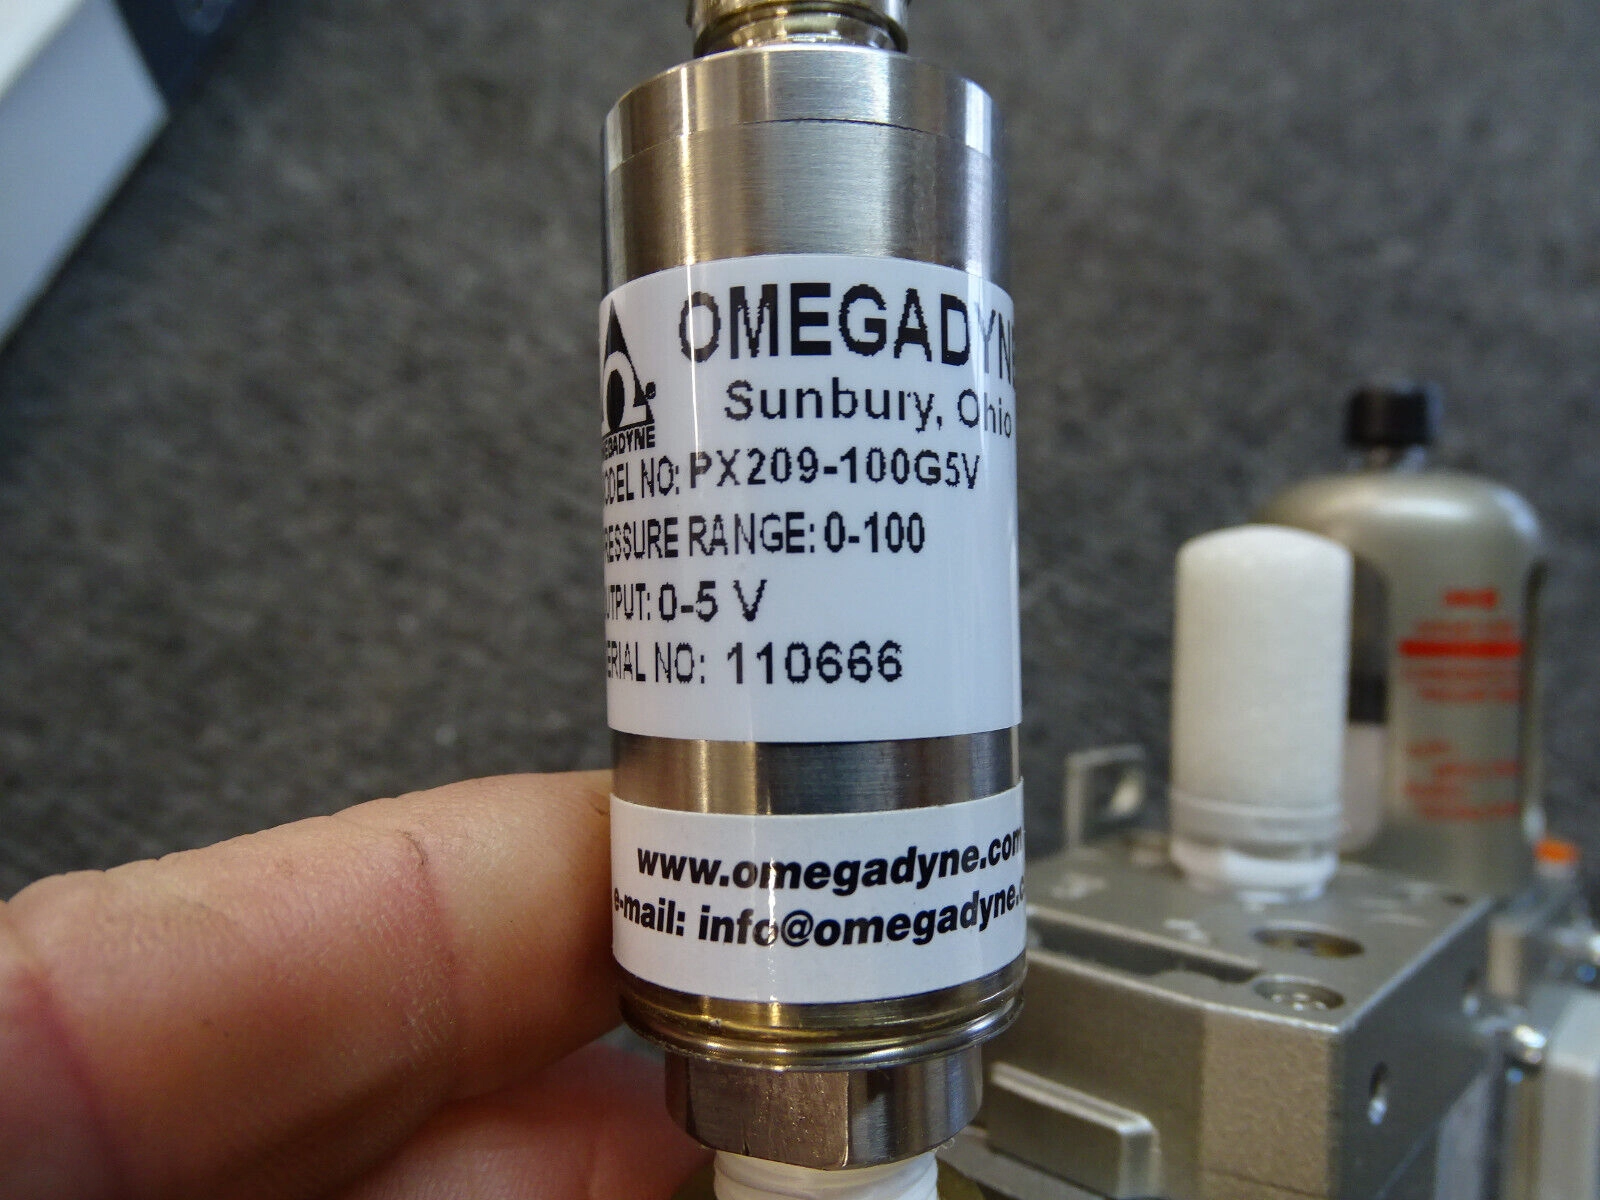 OMEGADYN
Sunbury, Ohio
EGADYNE
ODEL NO: PX209-100G5V
RESSURE RANGE: 0-100
UTPUT: 0-5 V
ERIAL NO: 110666
www.omegadyne.com
e-mail: info@omegadyne.c